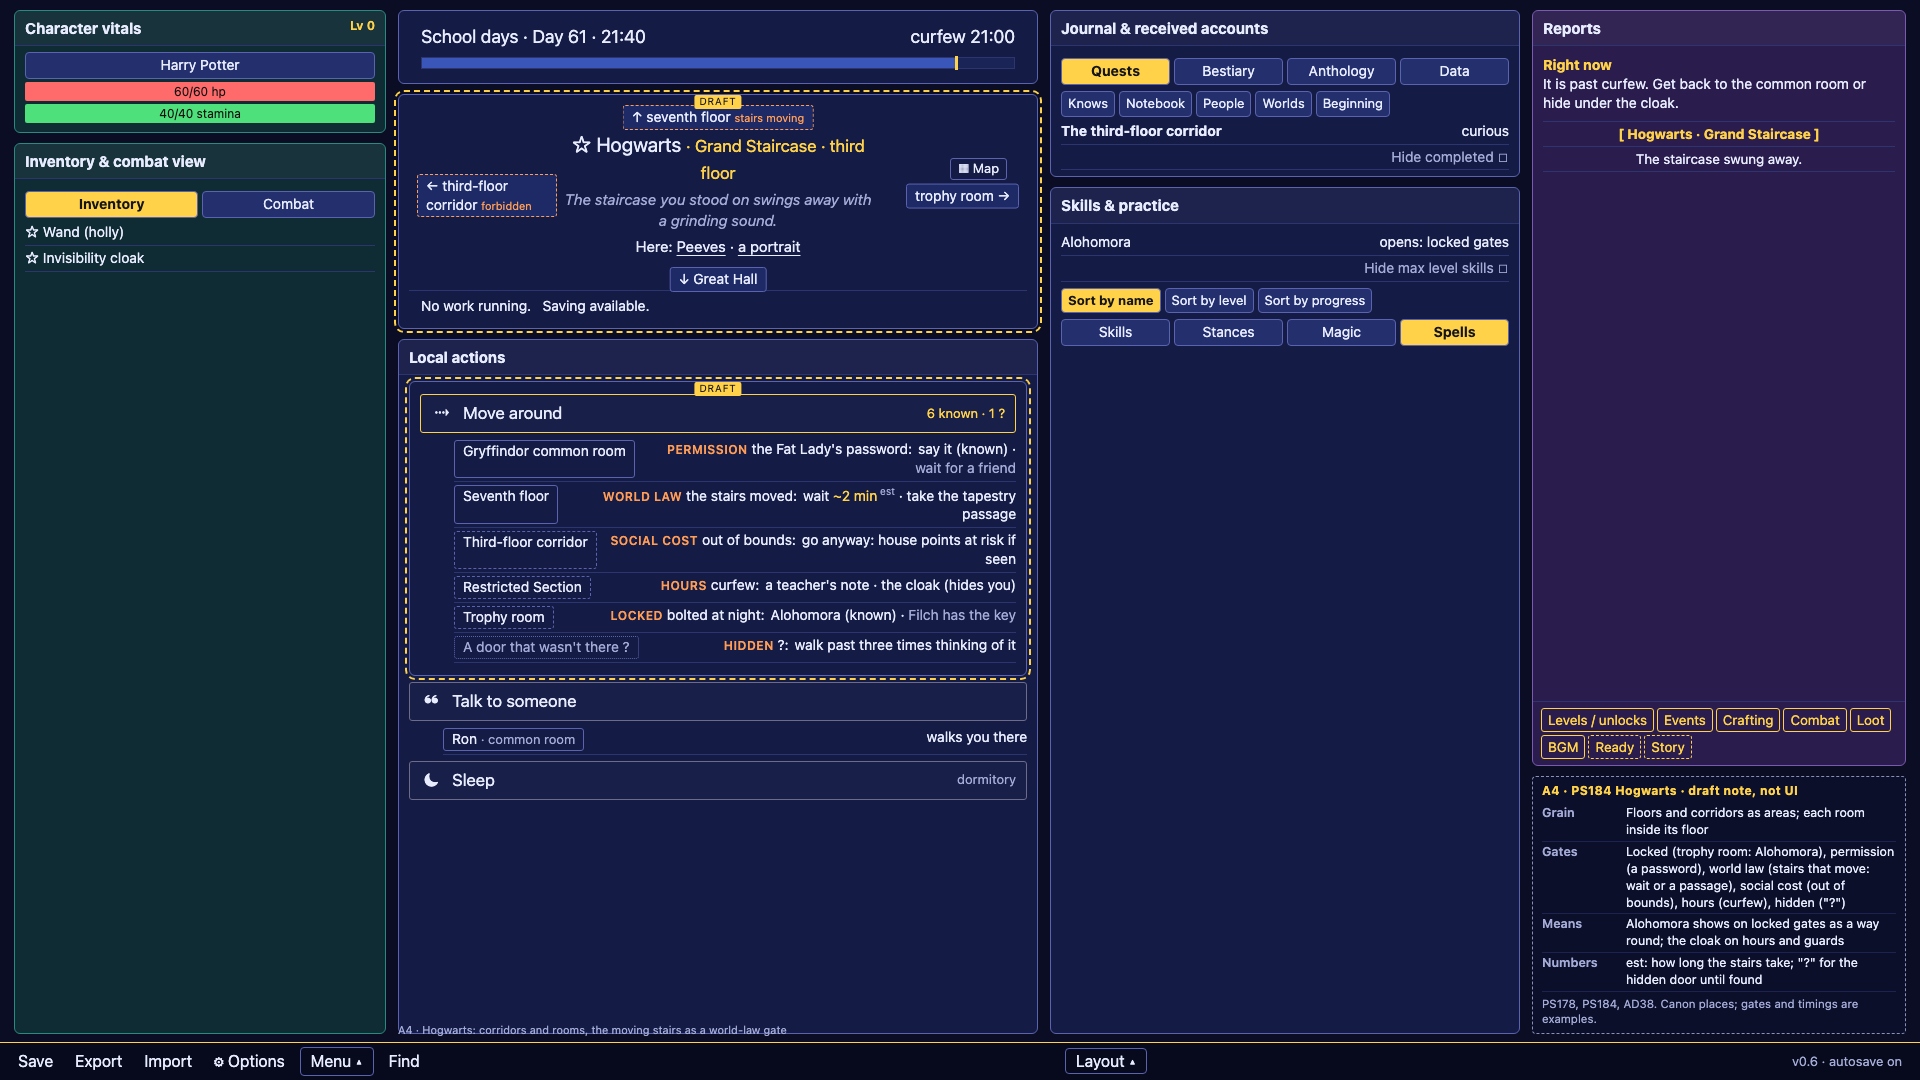 Character vitals
Lv 0
Harry Potter
60/60 hp
40/40 stamina
Inventory & combat view
Inventory
Combat
☆ Wand (holly)
☆ Invisibility cloak
School days · Day 61 · 21:40
curfew 21:00
DRAFT
↑ seventh floor stairs moving
☆ Hogwarts · Grand Staircase · third
floor
← third-floor
corridor forbidden
Map
trophy room →
The staircase you stood on swings away with
a grinding sound.
Here: Peeves · a portrait
↓ Great Hall
No work running. Saving available.
Local actions
DRAFT
Move around
6 known · 1 ?
Gryffindor common room
PERMISSION the Fat Lady's password: say it (known) ·
wait for a friend
Seventh floor
WORLD LAW the stairs moved: wait ~2 min est · take the tapestry
passage
Third-floor corridor
SOCIAL COST out of bounds: go anyway: house points at risk if
seen
Restricted Section
HOURS curfew: a teacher's note · the cloak (hides you)
Trophy room
LOCKED bolted at night: Alohomora (known) · Filch has the key
A door that wasn't there ?
HIDDEN ?: walk past three times thinking of it
Talk to someone
Ron · common room
walks you there
Sleep
dormitory
A4 · Hogwarts: corridors and rooms, the moving stairs as a world-law gate
Journal & received accounts
Quests
Bestiary
Anthology
Data
Knows
Notebook
People
Worlds
Beginning
The third-floor corridor
curious
Hide completed
Skills & practice
Alohomora
opens: locked gates
Hide max level skills
Sort by name
Sort by level
Sort by progress
Skills
Stances
Magic
Spells
Reports
Right now
It is past curfew. Get back to the common room or
hide under the cloak.
[ Hogwarts · Grand Staircase ]
The staircase swung away.
Levels / unlocks
Events
Crafting
Combat
Loot
BGM
Ready
Story
A4 · PS184 Hogwarts · draft note, not UI
Grain
Floors and corridors as areas; each room
inside its floor
Gates
Locked (trophy room: Alohomora), permission
(a password), world law (stairs that move:
wait or a passage), social cost (out of
bounds), hours (curfew), hidden ("?")
Means
Alohomora shows on locked gates as a way
round; the cloak on hours and guards
Numbers
est: how long the stairs take; "?" for the
hidden door until found
PS178, PS184, AD38. Canon places; gates and timings are
examples.
Save
Export
Import
Options
Menu
Find
Layout
v0.6 · autosave on